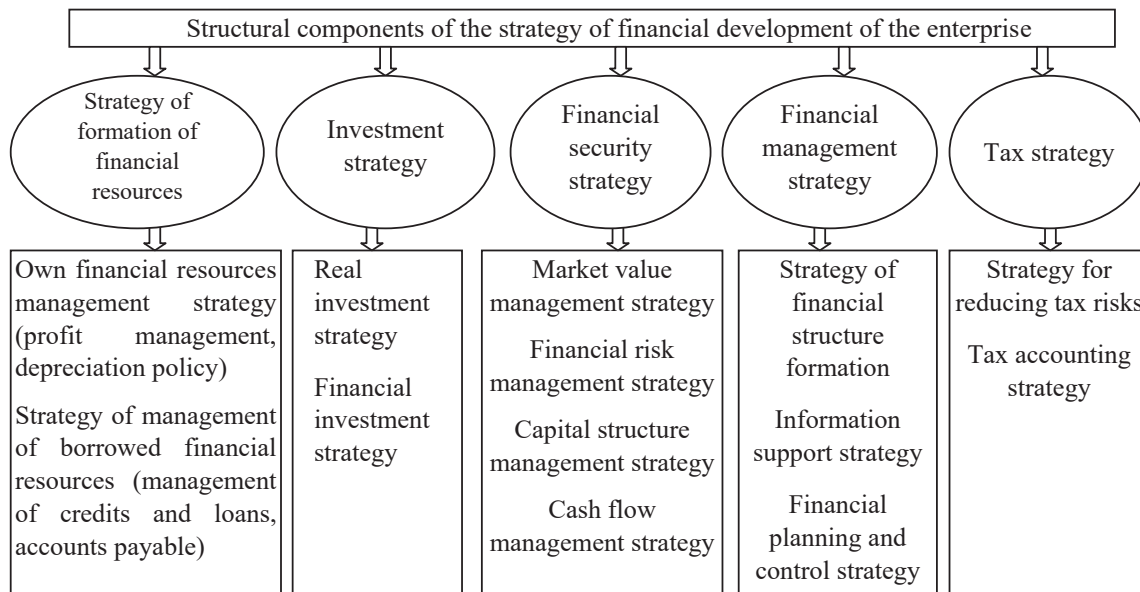 Structural components of the strategy of financial development of the enterprise
Strategy of
formation of
financial
resources
Investment
strategy
Financial
security
strategy
Financial
management
strategy
Tax strategy
Own financial resources
management strategy
(profit management,
depreciation policy)
Strategy of management
of borrowed financial
resources (management
of credits and loans,
accounts payable)
Real
investment
strategy
Financial
investment
strategy
Market value
management strategy
Financial risk
management strategy
Capital structure
management strategy
Cash flow
management strategy
Strategy of
financial
structure
formation
Information
support strategy
Financial
planning and
control strategy
Strategy for
reducing tax risks
Tax accounting
strategy